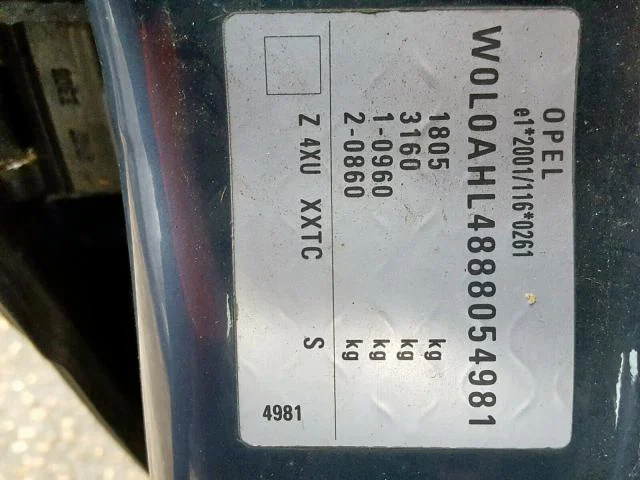 OPEL
e1*2001/116*0261
W0L0AHL4888054981
1805 kg
3160 kg
1-0960 kg
2-0860 kg
Z 4XU XXTC S
4981